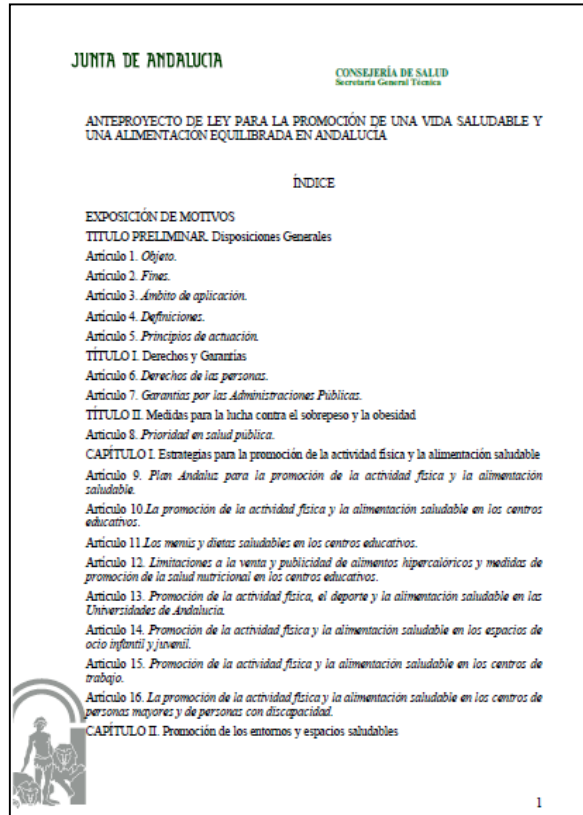 JUNTA DE ANDALUCIA
CONSEJERÍA DE SALUD
Secretaría General Técnica
ANTEPROYECTO DE LEY PARA LA PROMOCIÓN DE UNA VIDA SALUDABLE Y
UNA ALIMENTACIÓN EQUILIBRADA EN ANDALUCÍA
ÍNDICE
EXPOSICIÓN DE MOTIVOS
TITULO PRELIMINAR. Disposiciones Generales
Artículo 1. Objeto.
Artículo 2. Fines.
Artículo 3. Ámbito de aplicación.
Artículo 4. Definiciones.
Artículo 5. Principios de actuación.
TÍTULO I. Derechos y Garantías
Artículo 6. Derechos de las personas.
Artículo 7. Garantías por las Administraciones Públicas.
TÍTULO II. Medidas para la lucha contra el sobrepeso y la obesidad
Artículo 8. Prioridad en salud pública.
CAPÍTULO I. Estrategias para la promoción de la actividad física y la alimentación saludable
Artículo 9. Plan Andaluz para la promoción de la actividad física y la alimentación
saludable.
Artículo 10.La promoción de la actividad física y la alimentación saludable en los centros
educativos.
Artículo 11.Los menús y dietas saludables en los centros educativos.
Artículo 12. Limitaciones a la venta y publicidad de alimentos hipercalóricos y medidas de
promoción de la salud nutricional en los centros educativos.
Artículo 13. Promoción de la actividad física, el deporte y la alimentación saludable en las
Universidades de Andalucía.
Artículo 14. Promoción de la actividad física y la alimentación saludable en los espacios de
ocio infantil y juvenil.
Artículo 15. Promoción de la actividad física y la alimentación saludable en los centros de
trabajo.
Artículo 16. La promoción de la actividad física y la alimentación saludable en los centros de
personas mayores y de personas con discapacidad.
CAPÍTULO II. Promoción de los entornos y espacios saludables
1